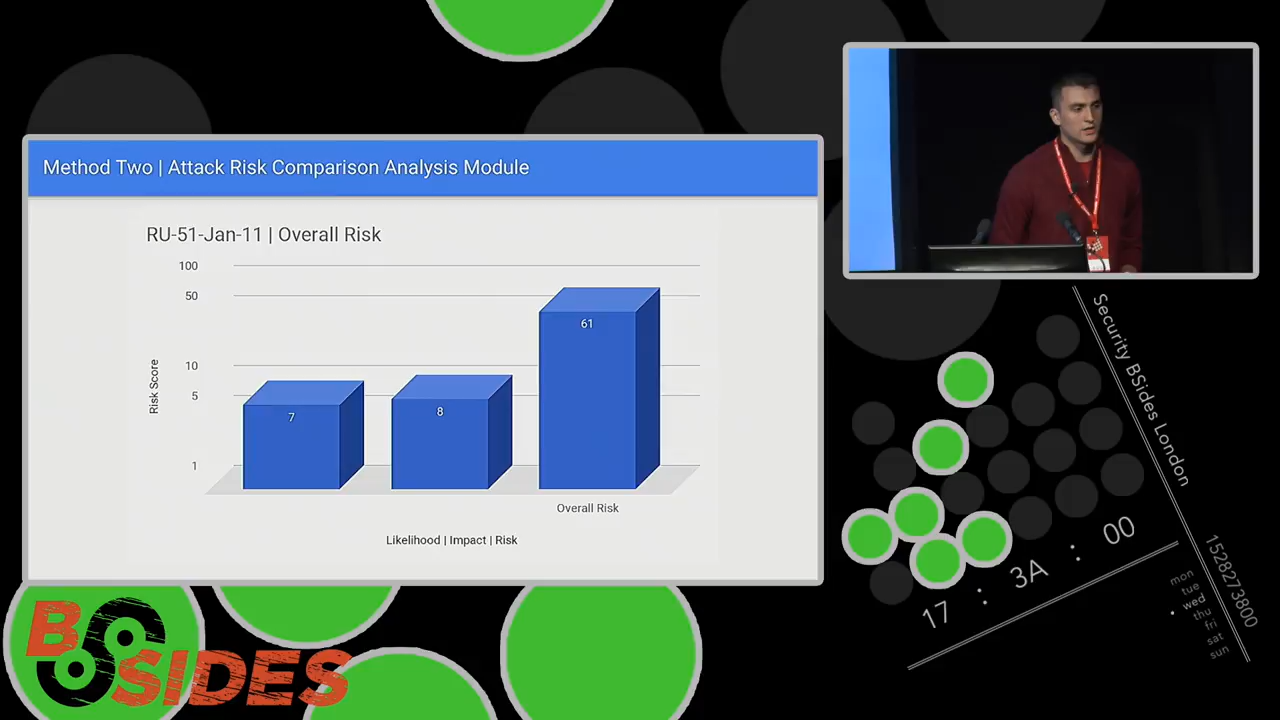 Method Two | Attack Risk Comparison Analysis Module
RU-51-Jan-11 | Overall Risk
100
50
10
5
1
Risk Score
7
8
61
Overall Risk
Likelihood | Impact | Risk
Security BSides London
17 : 3A : 00
1528273800
mon
tue
wed
thu
fri
sat
sun
BSIDES